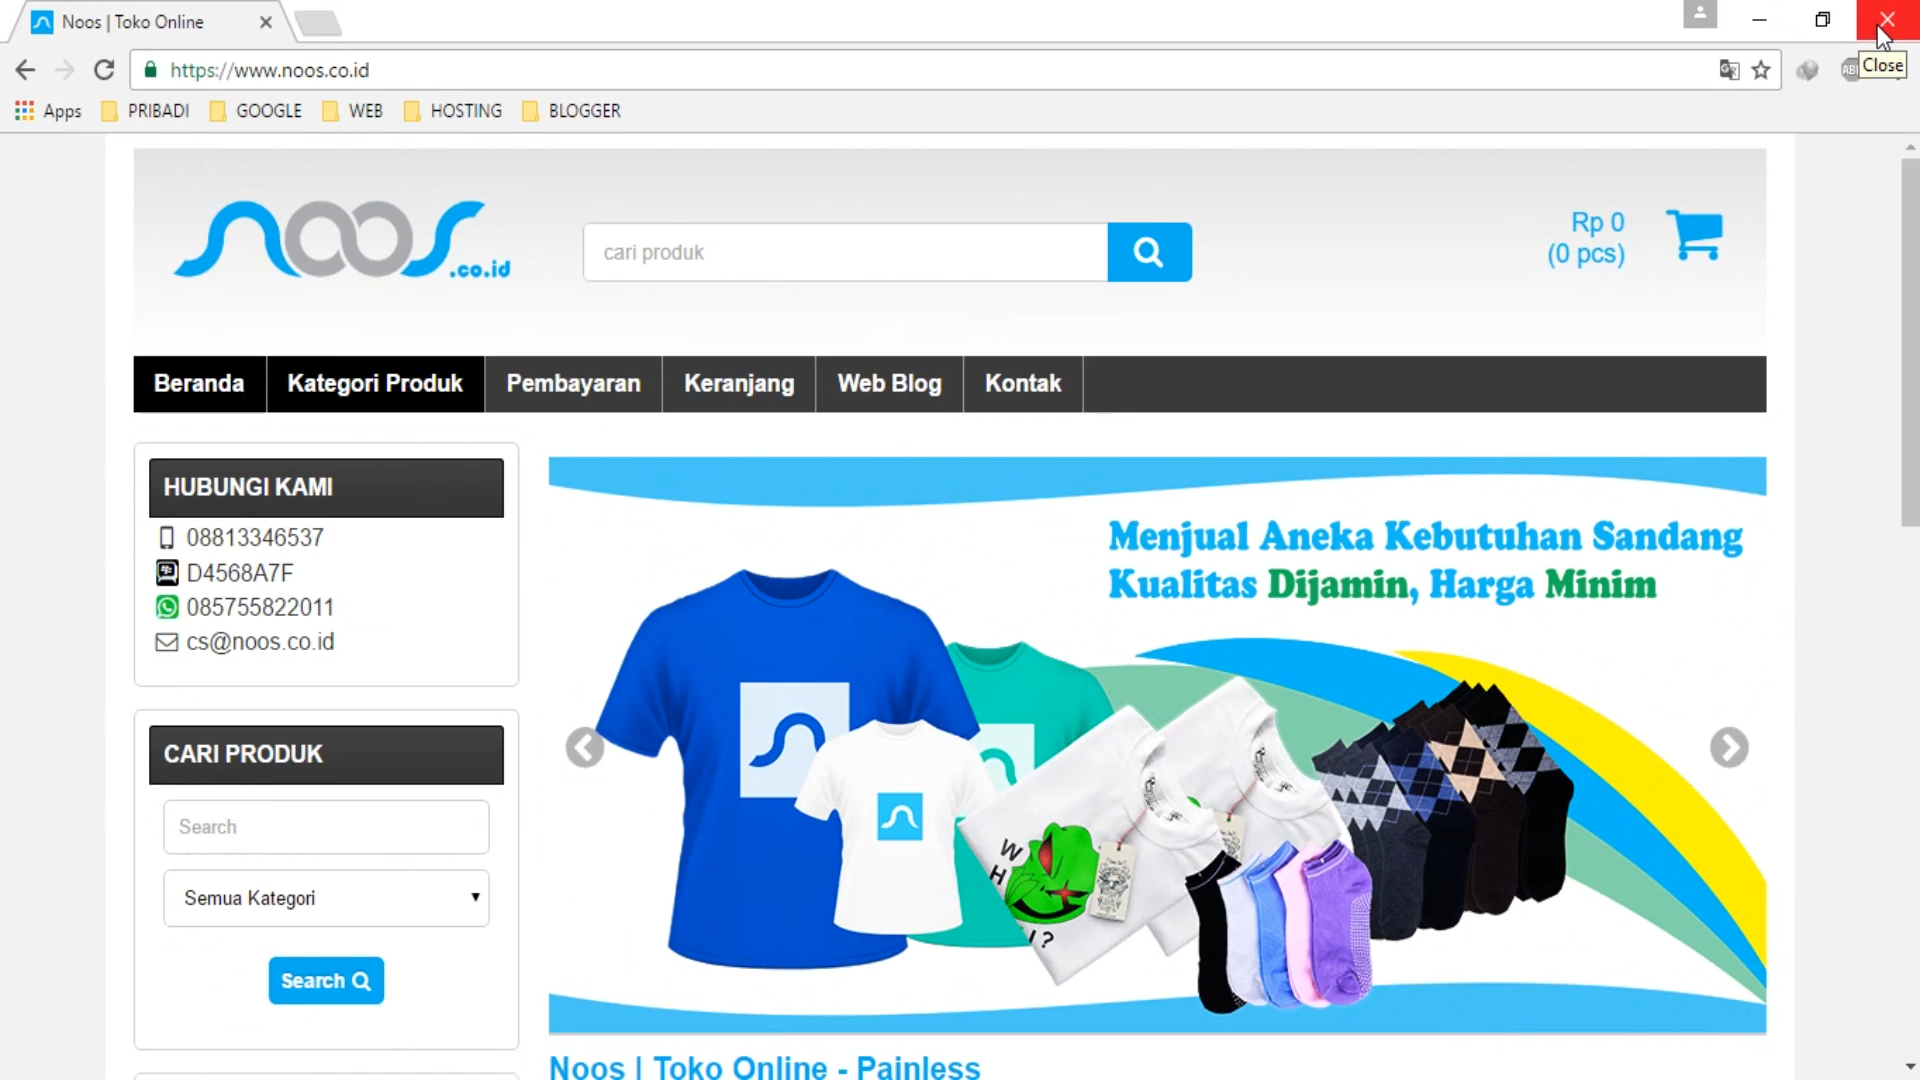 Noos | Toko Online
https://www.noos.co.id
Close
Apps
PRIBADI
GOOGLE
WEB
HOSTING
BLOGGER
noos.co.id
cari produk
Rp 0
(0 pcs)
Beranda
Kategori Produk
Pembayaran
Keranjang
Web Blog
Kontak
HUBUNGI KAMI
08813346537
D4568A7F
085755822011
cs@noos.co.id
CARI PRODUK
Search
Semua Kategori
Search
Menjual Aneka Kebutuhan Sandang
Kualitas Dijamin, Harga Minim
Noos | Toko Online - Painless